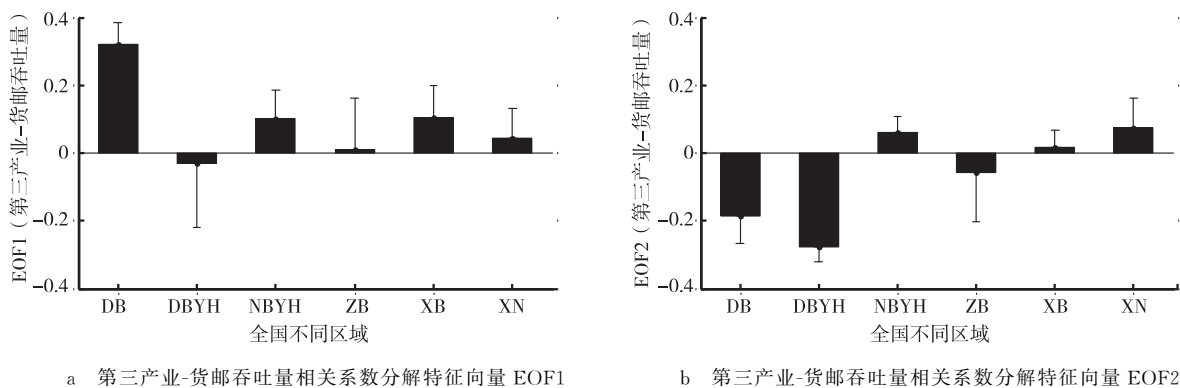 EOF1（第三产业-货邮吞吐量）
0.4
0.2
0
-0.2
-0.4
DB DBYH NBYH ZB XB XN
全国不同区域
a 第三产业-货邮吞吐量相关系数分解特征向量 EOF1
EOF2（第三产业-货邮吞吐量）
0.4
0.2
0
-0.2
-0.4
DB DBYH NBYH ZB XB XN
全国不同区域
b 第三产业-货邮吞吐量相关系数分解特征向量 EOF2